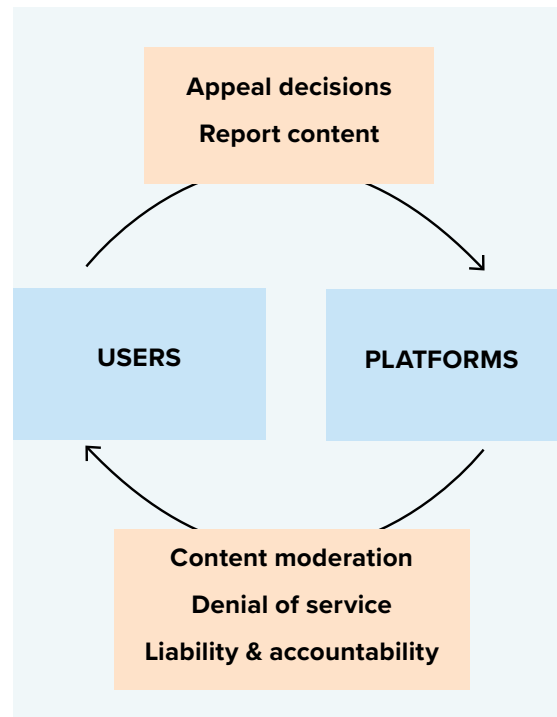 Appeal decisions
Report content
USERS
PLATFORMS
Content moderation
Denial of service
Liability & accountability